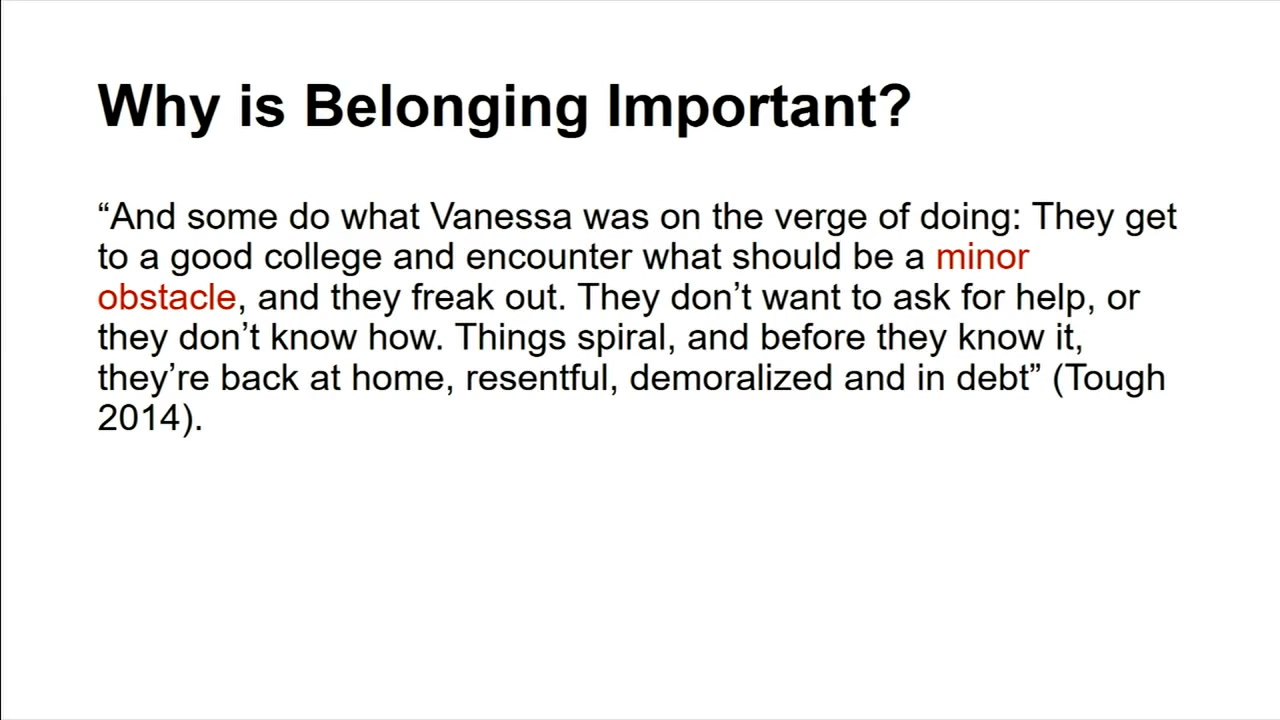 Why is Belonging Important?
“And some do what Vanessa was on the verge of doing: They get
to a good college and encounter what should be a minor
obstacle, and they freak out. They don’t want to ask for help, or
they don’t know how. Things spiral, and before they know it,
they’re back at home, resentful, demoralized and in debt” (Tough
2014).